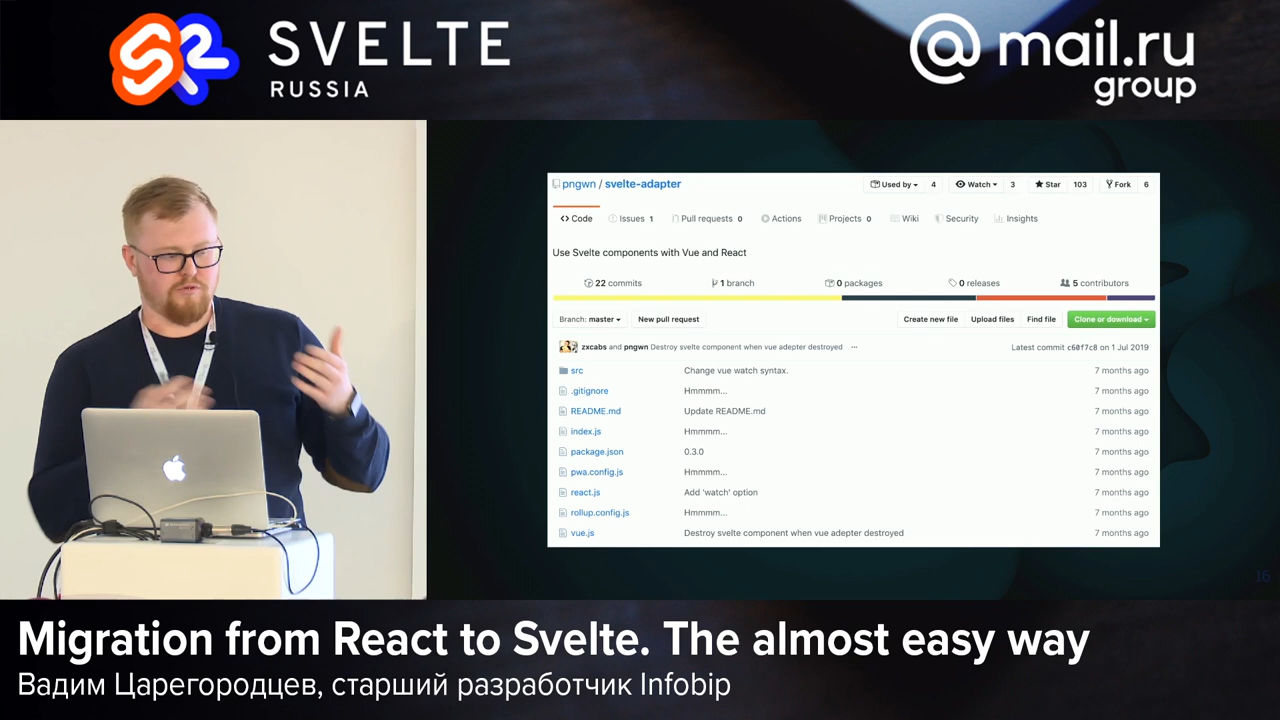 SVELTE
RUSSIA
@mail.ru
group
pngwn / svelte-adapter
Used by 4 Watch 3 Star 103 Fork 6
Code Issues 1 Pull requests 0 Actions Projects 0 Wiki Security Insights
Use Svelte components with Vue and React
22 commits 1 branch 0 packages 0 releases 5 contributors
Branch: master New pull request Create new file Upload files Find file Clone or download
zxcabs and pngwn Destroy svelte component when vue adepter destroyed ... Latest commit c60f7c8 on 1 Jul 2019
src Change vue watch syntax. 7 months ago
.gitignore Hmmmm... 7 months ago
README.md Update README.md 7 months ago
index.js Hmmmm... 7 months ago
package.json 0.3.0 7 months ago
pwa.config.js Hmmmm... 7 months ago
react.js Add 'watch' option 7 months ago
rollup.config.js Hmmmm... 7 months ago
vue.js Destroy svelte component when vue adepter destroyed 7 months ago
16
Migration from React to Svelte. The almost easy way
Вадим Царегородцев, старший разработчик Infobip